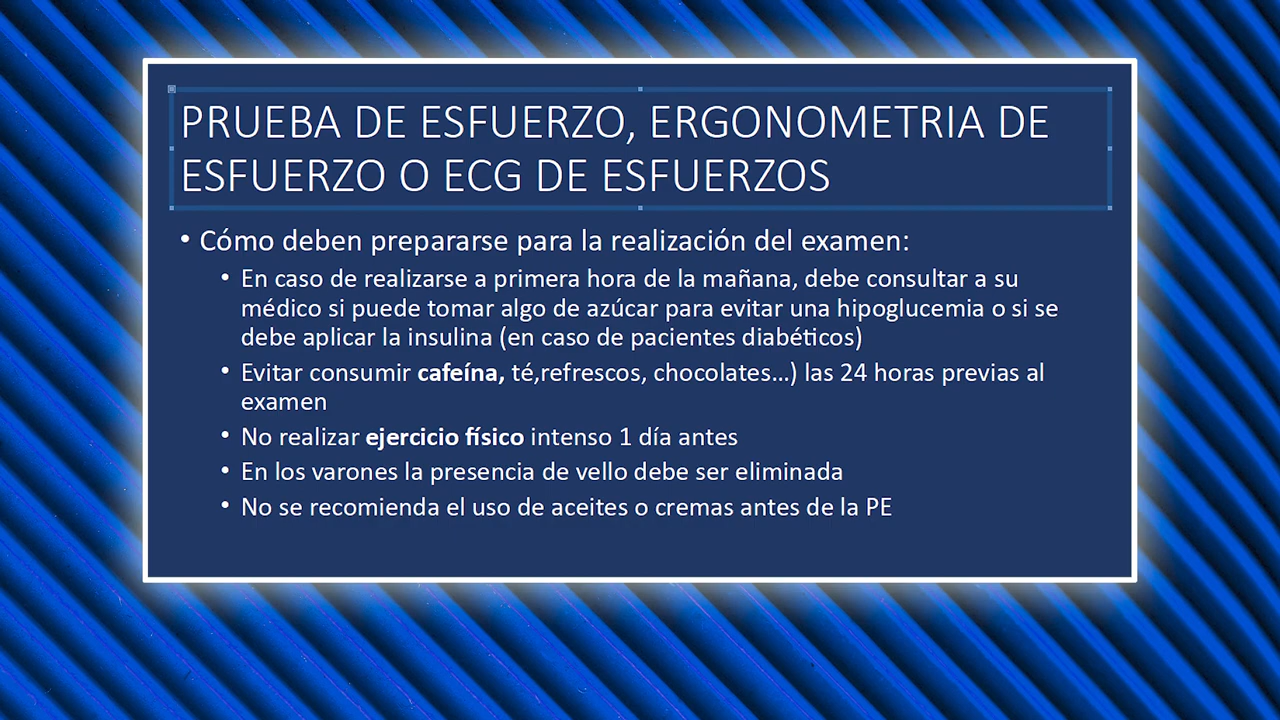 PRUEBA DE ESFUERZO, ERGONOMETRIA DE
ESFUERZO O ECG DE ESFUERZOS
• Cómo deben prepararse para la realización del examen:
• En caso de realizarse a primera hora de la mañana, debe consultar a su
médico si puede tomar algo de azúcar para evitar una hipoglucemia o si se
debe aplicar la insulina (en caso de pacientes diabéticos)
• Evitar consumir cafeína, té,refrescos, chocolates...) las 24 horas previas al
examen
• No realizar ejercicio físico intenso 1 día antes
• En los varones la presencia de vello debe ser eliminada
• No se recomienda el uso de aceites o cremas antes de la PE